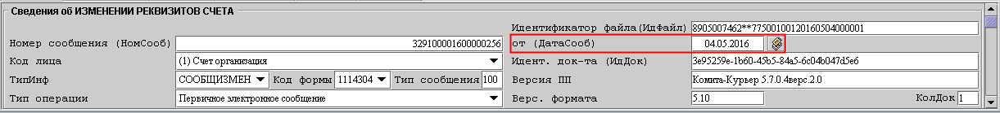 Сведения об ИЗМЕНЕНИИ РЕКВИЗИТОВ СЧЕТА
Идентификатор файла(ИдФайл) 8905007462**77500100120160504000001
Номер сообщения (НомСооб) 329100001600000256 от (ДатаСооб) 04.05.2016
Код лица (1) Счет организация Идент. док-та (ИдДок) 3e95259e-1b60-45b5-84a5-6c04b047d5e6
ТипИнф СООБЩИЗМЕН Код формы 1114304 Тип сообщения 100 Версия ПП Комита-Курьер 5.7.0.4верс.2.0
Тип операции Первичное электронное сообщение Верс. формата 5.10 КолДок 1